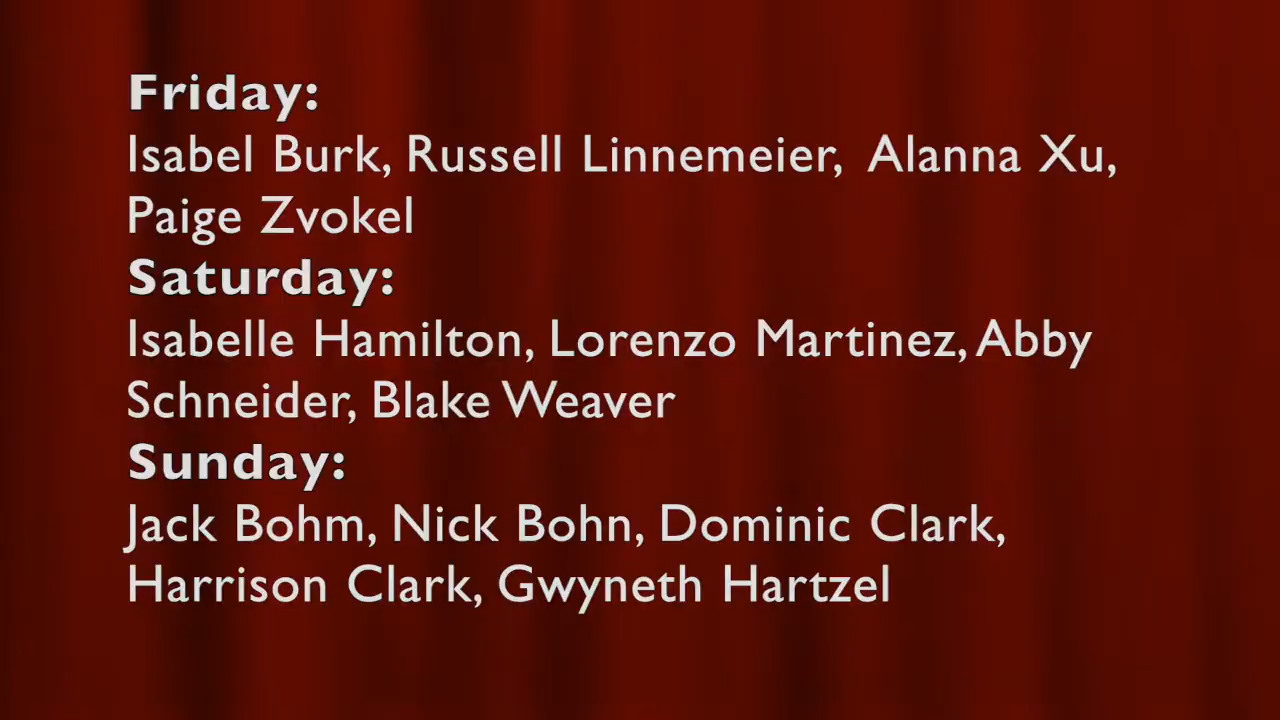 Friday:
Isabel Burk, Russell Linnemeier,  Alanna Xu,
Paige Zvokel
Saturday:
Isabelle Hamilton, Lorenzo Martinez, Abby
Schneider, Blake Weaver
Sunday:
Jack Bohm, Nick Bohn, Dominic Clark,
Harrison Clark, Gwyneth Hartzel